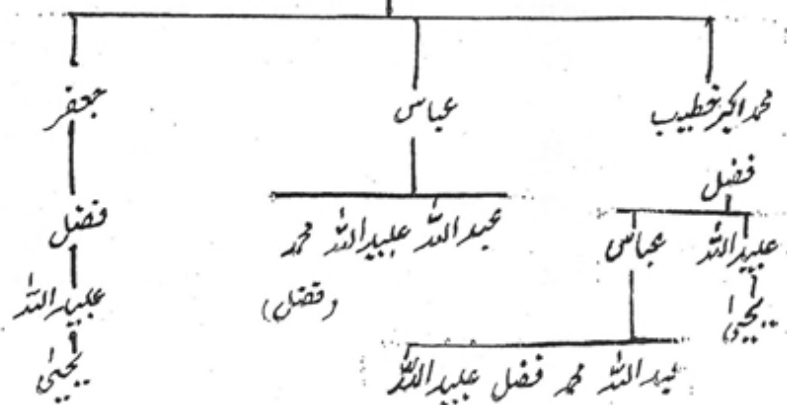 محمد اکبر خطیب عباس جعفر
فضل
عبداللہ عبیداللہ محمد
فضل
عبیداللہ عباس
(فضل)
عبیداللہ
یحییٰ
یحییٰ
عبداللہ محمد فضل عبیداللہ